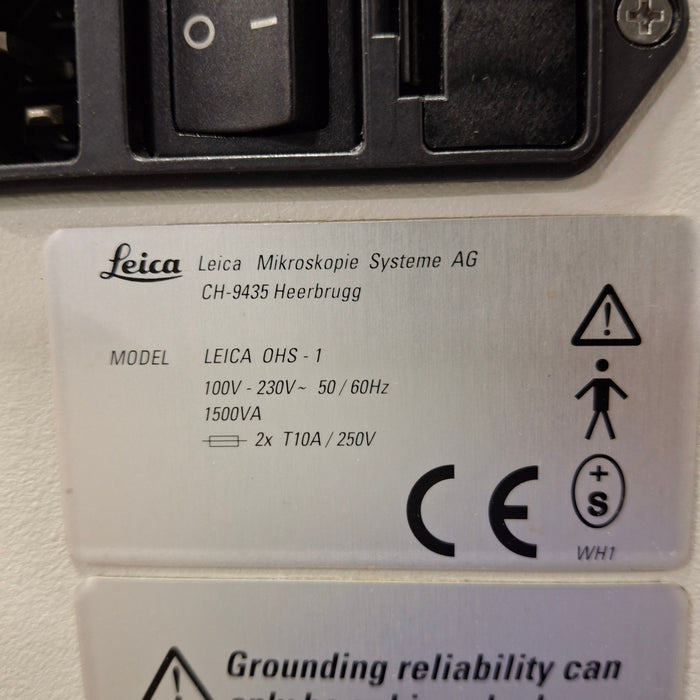 Leica Leica Mikroskopie Systeme AG
CH-9435 Heerbrugg
MODEL LEICA OHS - 1
100V - 230V~ 50 / 60Hz
1500VA
2x T10A / 250V
CE
+
S
WH1
Grounding reliability can